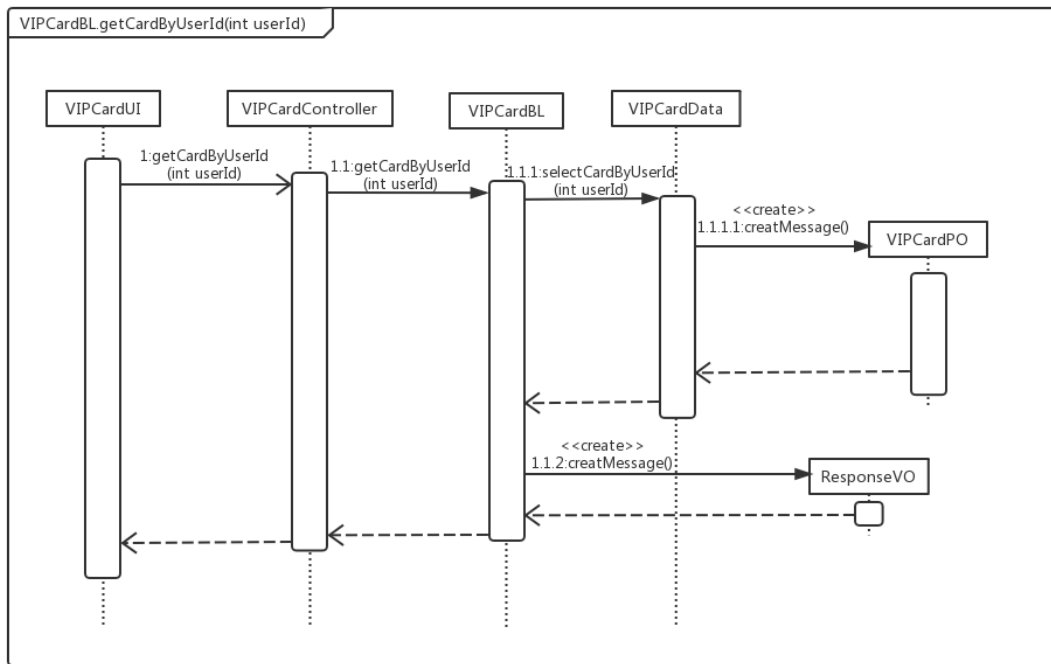 VIPCardBL.getCardByUserId(int userId)
VIPCardUI
VIPCardController
VIPCardBL
VIPCardData
1:getCardByUserId
(int userId)
1.1:getCardByUserId
(int userId)
1.1.1:selectCardByUserId
(int userId)
<<create>>
1.1.1.1:creatMessage()
VIPCardPO
<<create>>
1.1.2:creatMessage()
ResponseVO